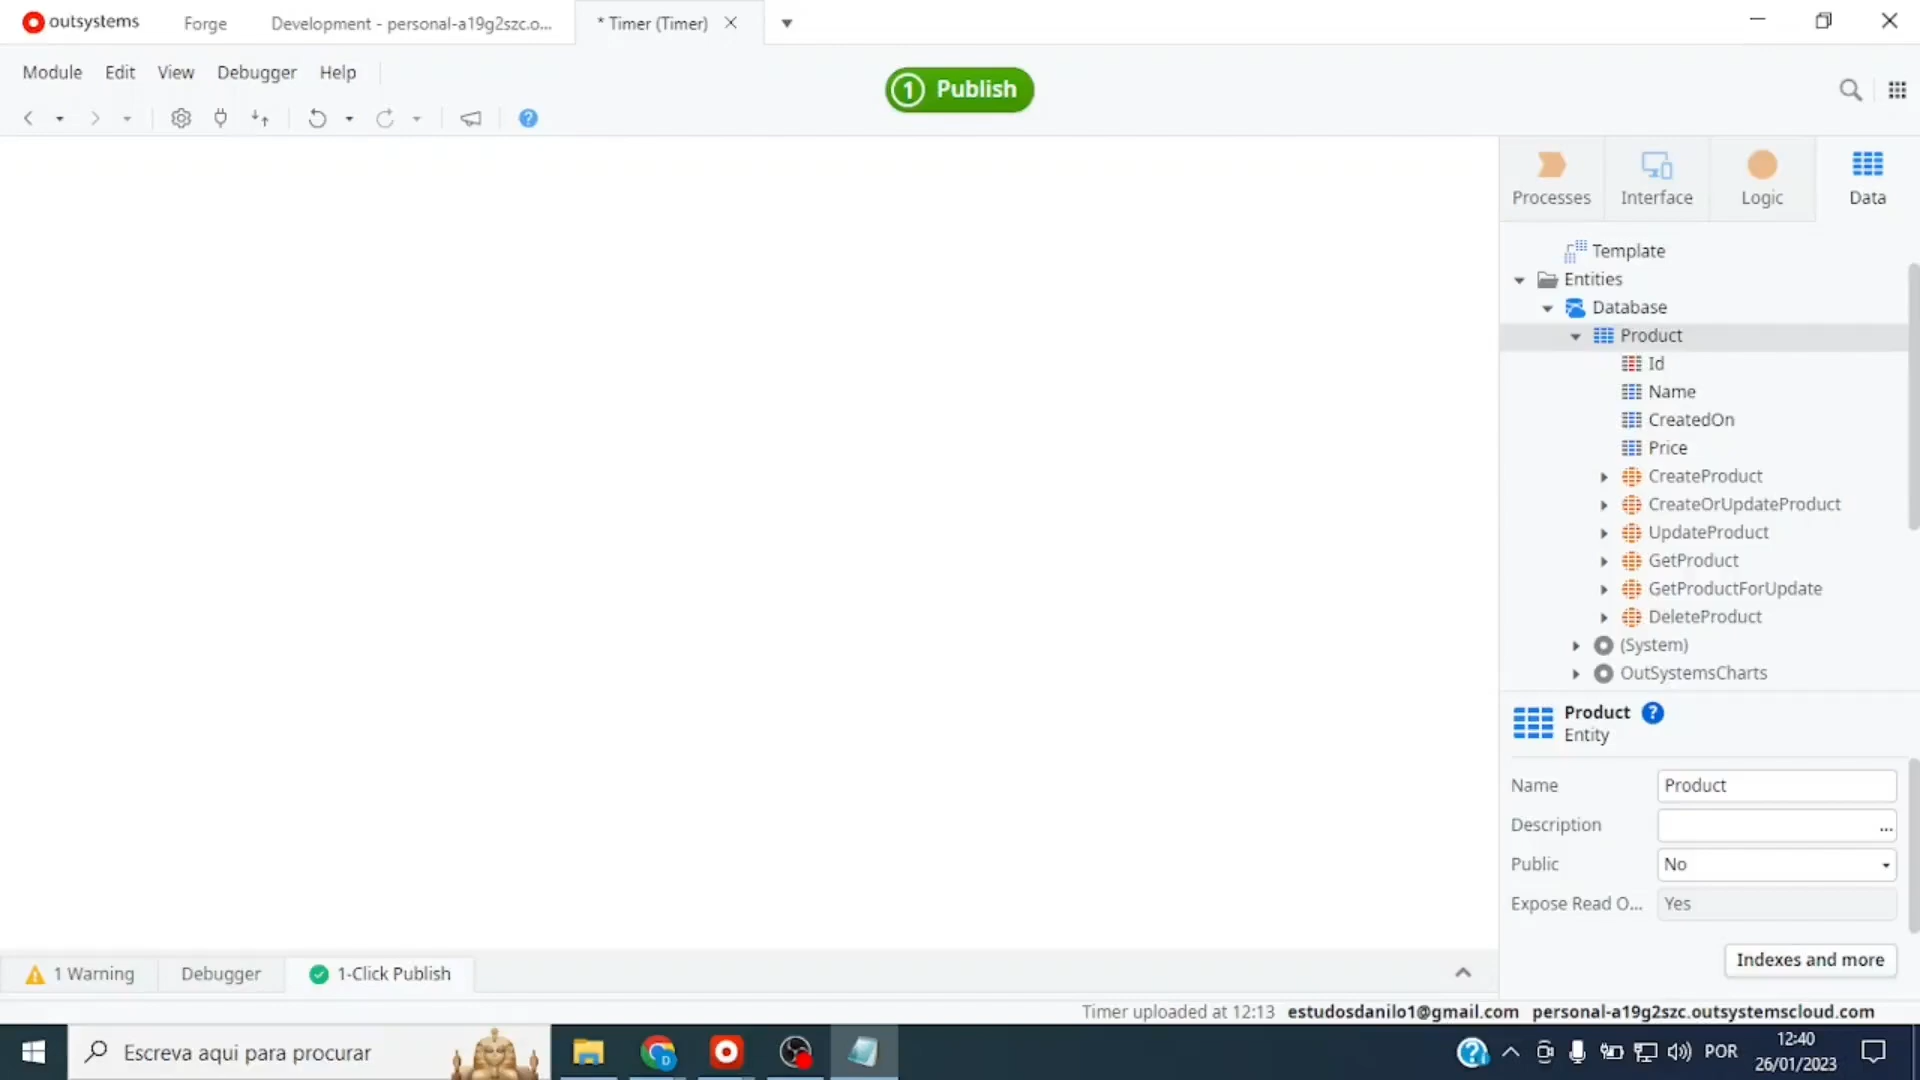 outsystems
Forge
Development - personal-a19g2szc.o...
* Timer (Timer)
Module
Edit
View
Debugger
Help
1 Publish
Processes
Interface
Logic
Data
Template
Entities
Database
Product
Id
Name
CreatedOn
Price
CreateProduct
CreateOrUpdateProduct
UpdateProduct
GetProduct
GetProductForUpdate
DeleteProduct
(System)
OutSystemsCharts
Product
Entity
Name Product
Description ...
Public No
Expose Read O... Yes
Indexes and more
1 Warning
Debugger
1-Click Publish
Timer uploaded at 12:13 estudosdanilo1@gmail.com personal-a19g2szc.outsystemscloud.com
Escreva aqui para procurar
POR
12:40
26/01/2023